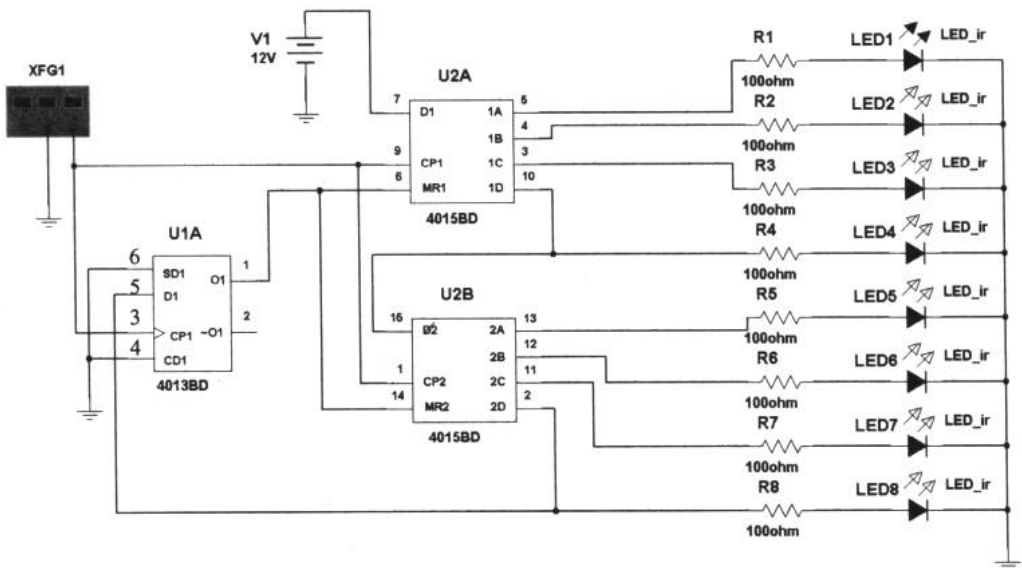 XFG1
V1
12V
U2A
7
D1
1A
5
1B
4
9
CP1
1C
3
6
MR1
1D
10
4015BD
U1A
6
SD1
O1
1
5
D1
3
CP1
~O1
2
4
CD1
4013BD
U2B
16
D2
2A
13
2B
12
1
CP2
2C
11
14
MR2
2D
2
4015BD
R1
100ohm
LED1
LED_ir
R2
100ohm
LED2
LED_ir
R3
100ohm
LED3
LED_ir
R4
100ohm
LED4
LED_ir
R5
100ohm
LED5
LED_ir
R6
100ohm
LED6
LED_ir
R7
100ohm
LED7
LED_ir
R8
100ohm
LED8
LED_ir